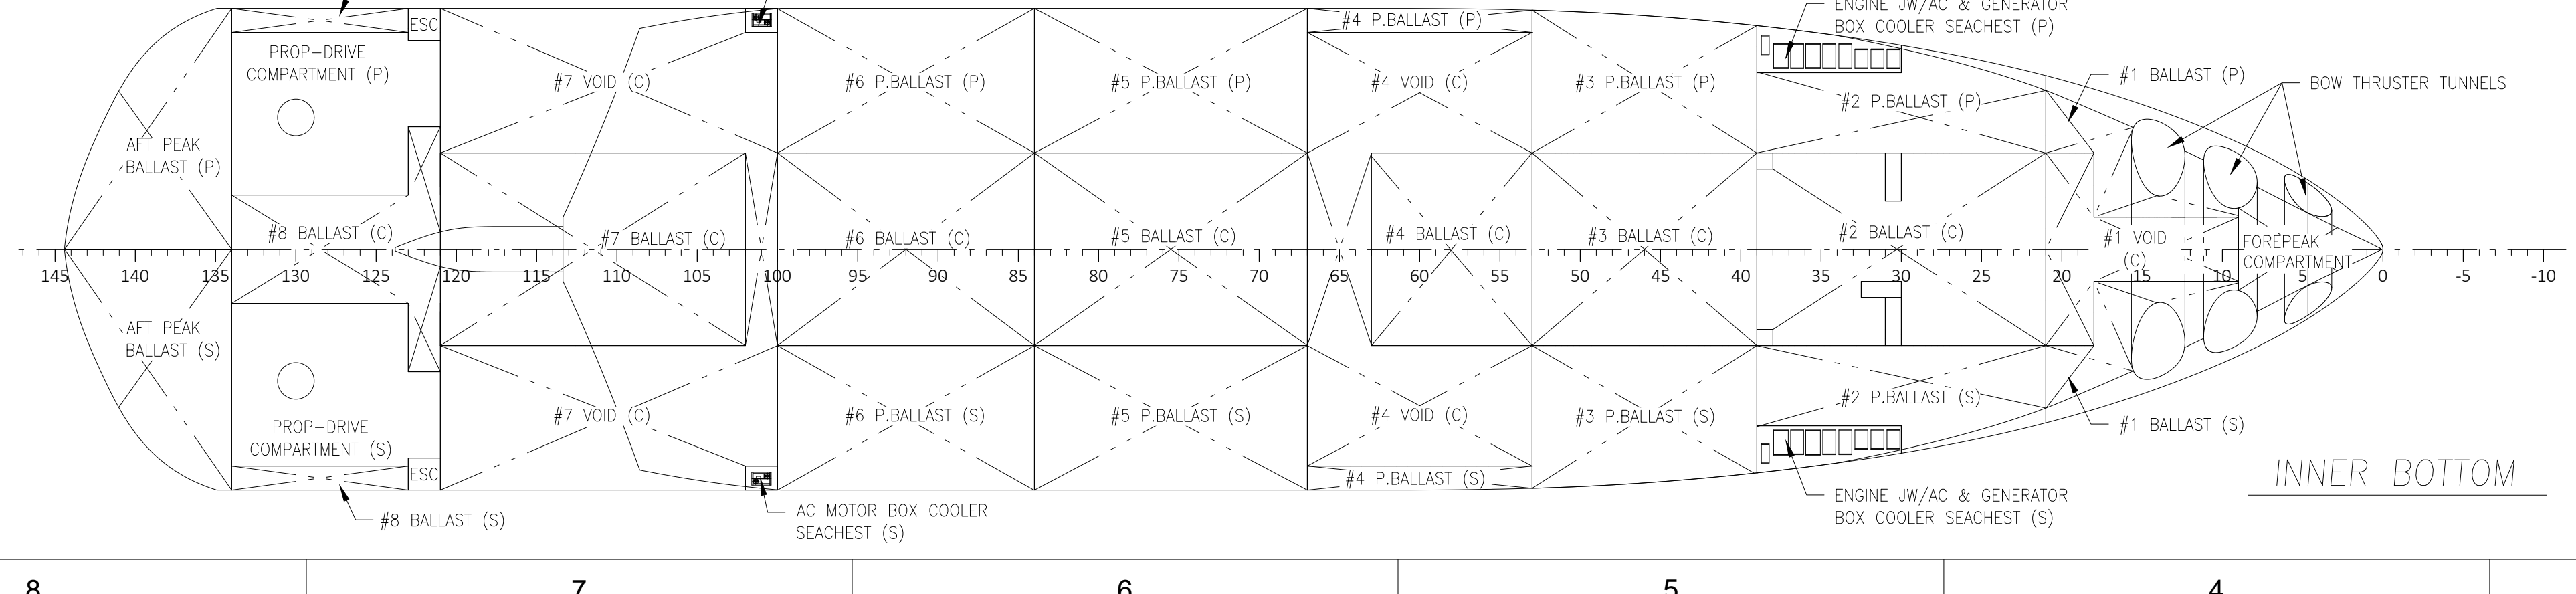 ENGINE JW/AC & GENERATOR
BOX COOLER SEACHEST (P)
#4 P.BALLAST (P)
ESC
PROP-DRIVE
COMPARTMENT (P)
#7 VOID (C)
#6 P.BALLAST (P)
#5 P.BALLAST (P)
#4 VOID (C)
#3 P.BALLAST (P)
#2 P.BALLAST (P)
#1 BALLAST (P)
BOW THRUSTER TUNNELS
AFT PEAK
BALLAST (P)
#8 BALLAST (C)
#7 BALLAST (C)
#6 BALLAST (C)
#5 BALLAST (C)
#4 BALLAST (C)
#3 BALLAST (C)
#2 BALLAST (C)
#1 VOID
(C)
FOREPEAK
COMPARTMENT
145 140 135 130 125 120 115 110 105 100 95 90 85 80 75 70 65 60 55 50 45 40 35 30 25 20 15 10 5 0 -5 -10
AFT PEAK
BALLAST (S)
PROP-DRIVE
COMPARTMENT (S)
ESC
#7 VOID (C)
#6 P.BALLAST (S)
#5 P.BALLAST (S)
#4 VOID (C)
#3 P.BALLAST (S)
#2 P.BALLAST (S)
#1 BALLAST (S)
#4 P.BALLAST (S)
INNER BOTTOM
#8 BALLAST (S)
AC MOTOR BOX COOLER
SEACHEST (S)
ENGINE JW/AC & GENERATOR
BOX COOLER SEACHEST (S)
8 7 6 5 4